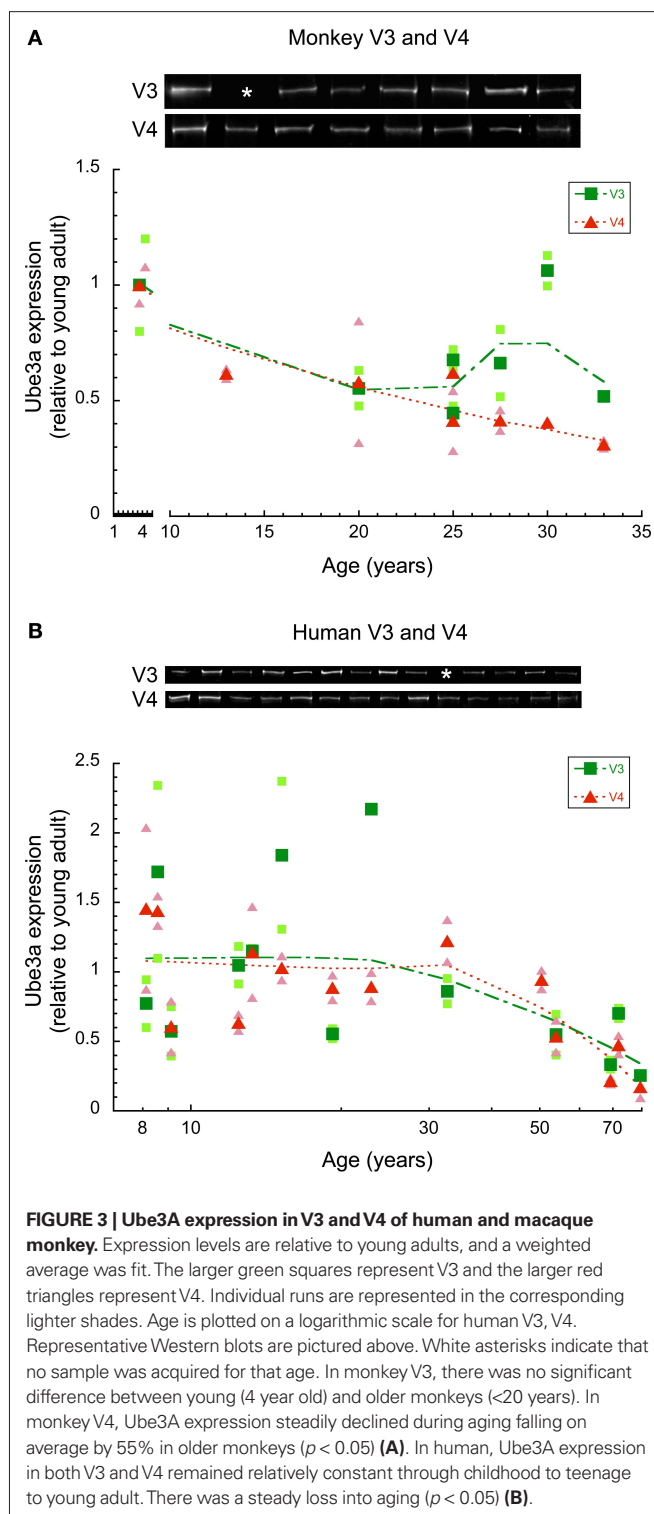 A
Monkey V3 and V4
V3
*
V4
1.5
1
0.5
0
Ube3a expression
(relative to young adult)
V3
V4
1 4 10 15 20 25 30 35
Age (years)
B
Human V3 and V4
V3
*
V4
2.5
2
1.5
1
0.5
0
Ube3a expression
(relative to young adult)
V3
V4
8 10 30 50 70
Age (years)
FIGURE 3 | Ube3A expression in V3 and V4 of human and macaque
monkey. Expression levels are relative to young adults, and a weighted
average was fit. The larger green squares represent V3 and the larger red
triangles represent V4. Individual runs are represented in the corresponding
lighter shades. Age is plotted on a logarithmic scale for human V3, V4.
Representative Western blots are pictured above. White asterisks indicate that
no sample was acquired for that age. In monkey V3, there was no significant
difference between young (4 year old) and older monkeys (<20 years). In
monkey V4, Ube3A expression steadily declined during aging falling on
average by 55% in older monkeys (p < 0.05) (A). In human, Ube3A expression
in both V3 and V4 remained relatively constant through childhood to teenage
to young adult. There was a steady loss into aging (p < 0.05) (B).